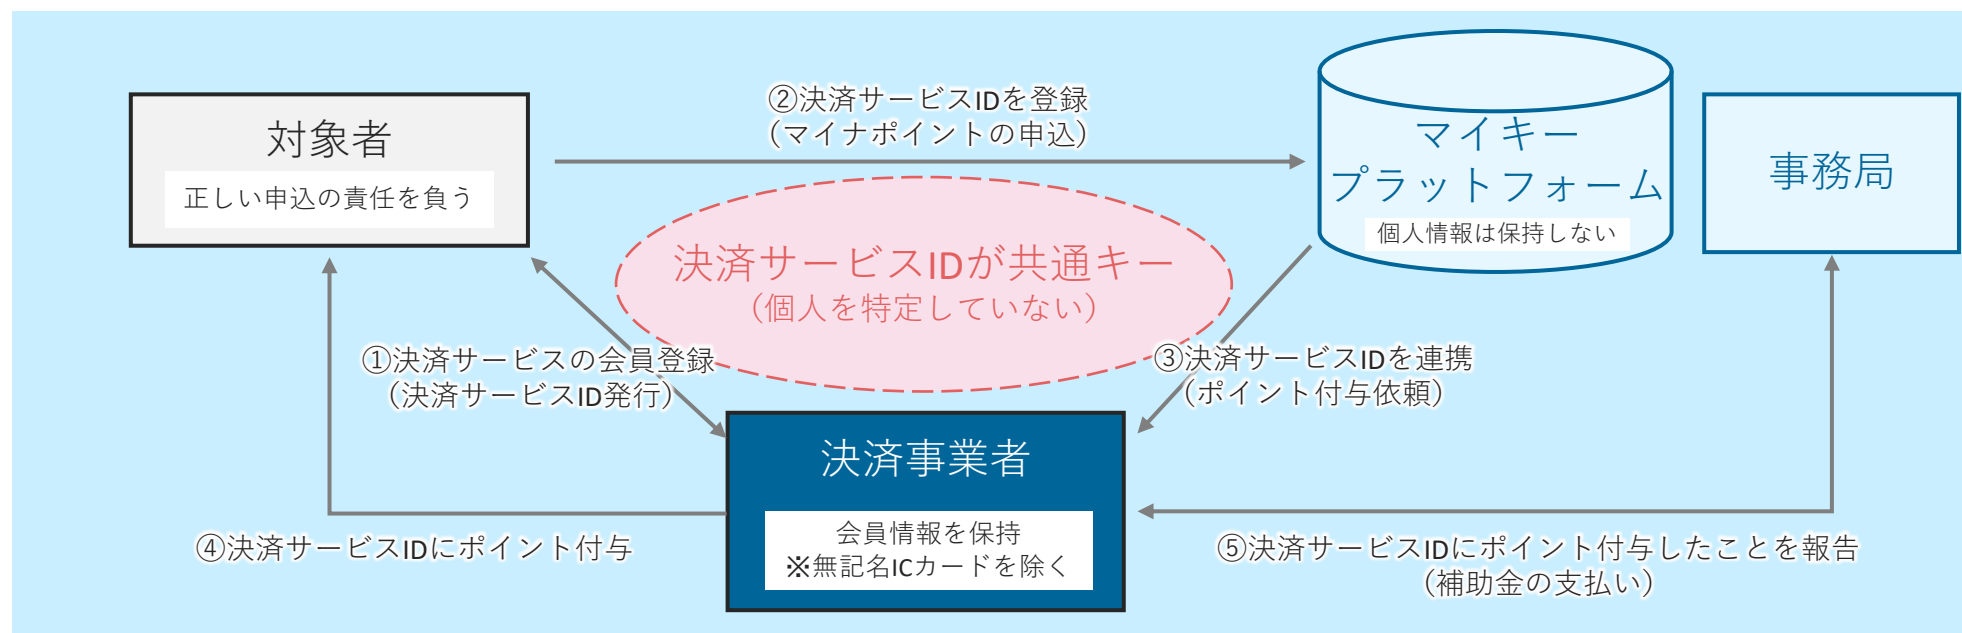 ②決済サービスIDを登録
（マイナポイントの申込）
対象者
正しい申込の責任を負う
マイキー
プラットフォーム
個人情報は保持しない
事務局
決済サービスIDが共通キー
（個人を特定していない）
①決済サービスの会員登録
（決済サービスID発行）
③決済サービスIDを連携
（ポイント付与依頼）
決済事業者
会員情報を保持
※無記名ICカードを除く
④決済サービスIDにポイント付与
⑤決済サービスIDにポイント付与したことを報告
（補助金の支払い）